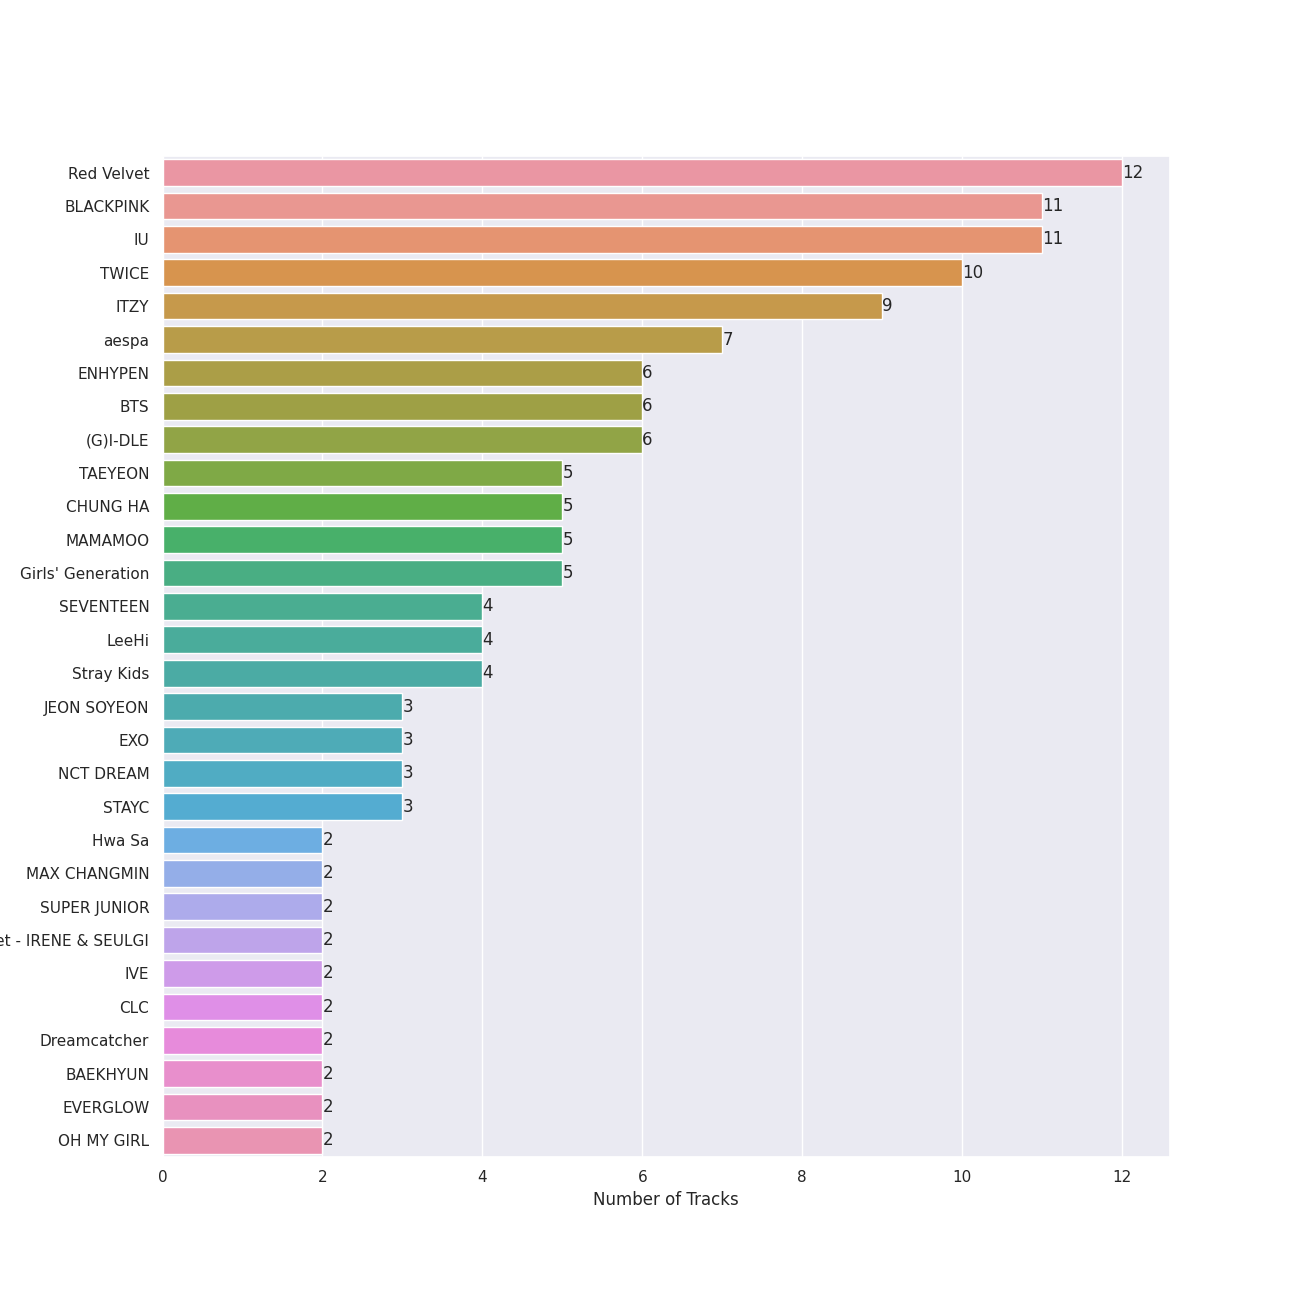 Red Velvet 12
BLACKPINK 11
IU 11
TWICE 10
ITZY 9
aespa 7
ENHYPEN 6
BTS 6
(G)I-DLE 6
TAEYEON 5
CHUNG HA 5
MAMAMOO 5
Girls' Generation 5
SEVENTEEN 4
LeeHi 4
Stray Kids 4
JEON SOYEON 3
EXO 3
NCT DREAM 3
STAYC 3
Hwa Sa 2
MAX CHANGMIN 2
SUPER JUNIOR 2
et - IRENE & SEULGI 2
IVE 2
CLC 2
Dreamcatcher 2
BAEKHYUN 2
EVERGLOW 2
OH MY GIRL 2
0 2 4 6 8 10 12
Number of Tracks